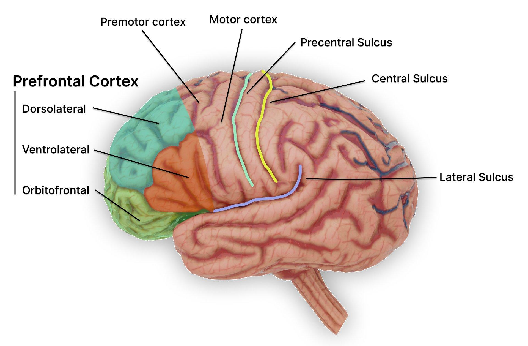 Premotor cortex
Motor cortex
Precentral Sulcus
Central Sulcus
Prefrontal Cortex
Dorsolateral
Ventrolateral
Orbitofrontal
Lateral Sulcus